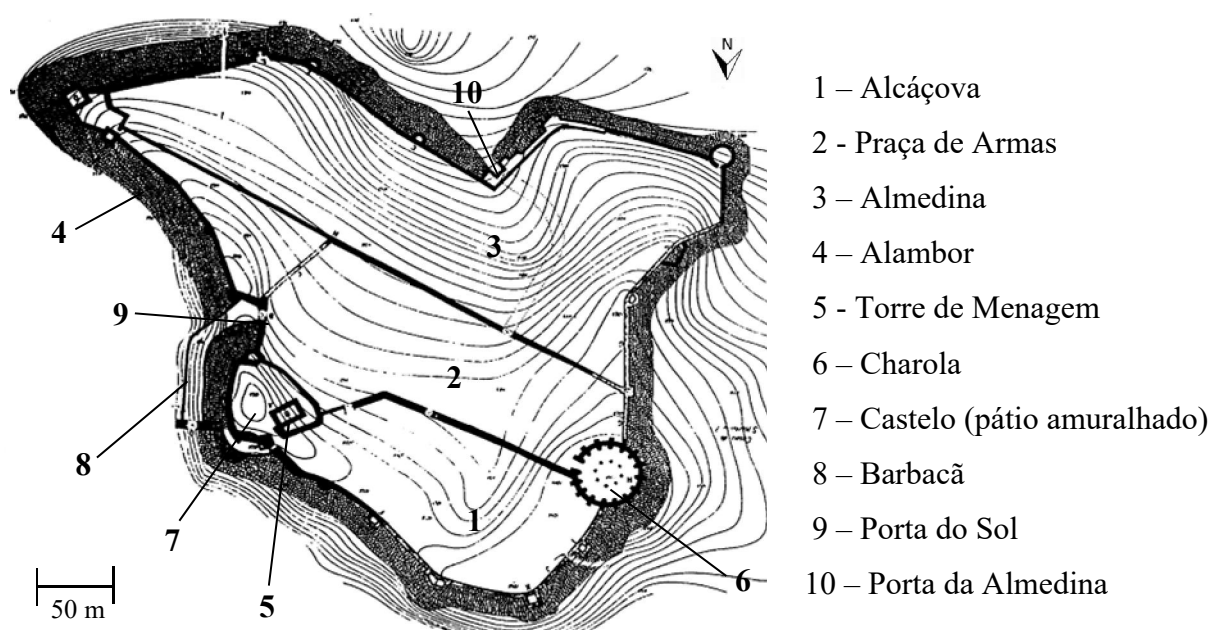 N
10
4
3
9
2
8
1
7
5
6
50 m
1 – Alcáçova
2 - Praça de Armas
3 – Almedina
4 – Alambor
5 - Torre de Menagem
6 – Charola
7 – Castelo (pátio amuralhado)
8 – Barbacã
9 – Porta do Sol
10 – Porta da Almedina